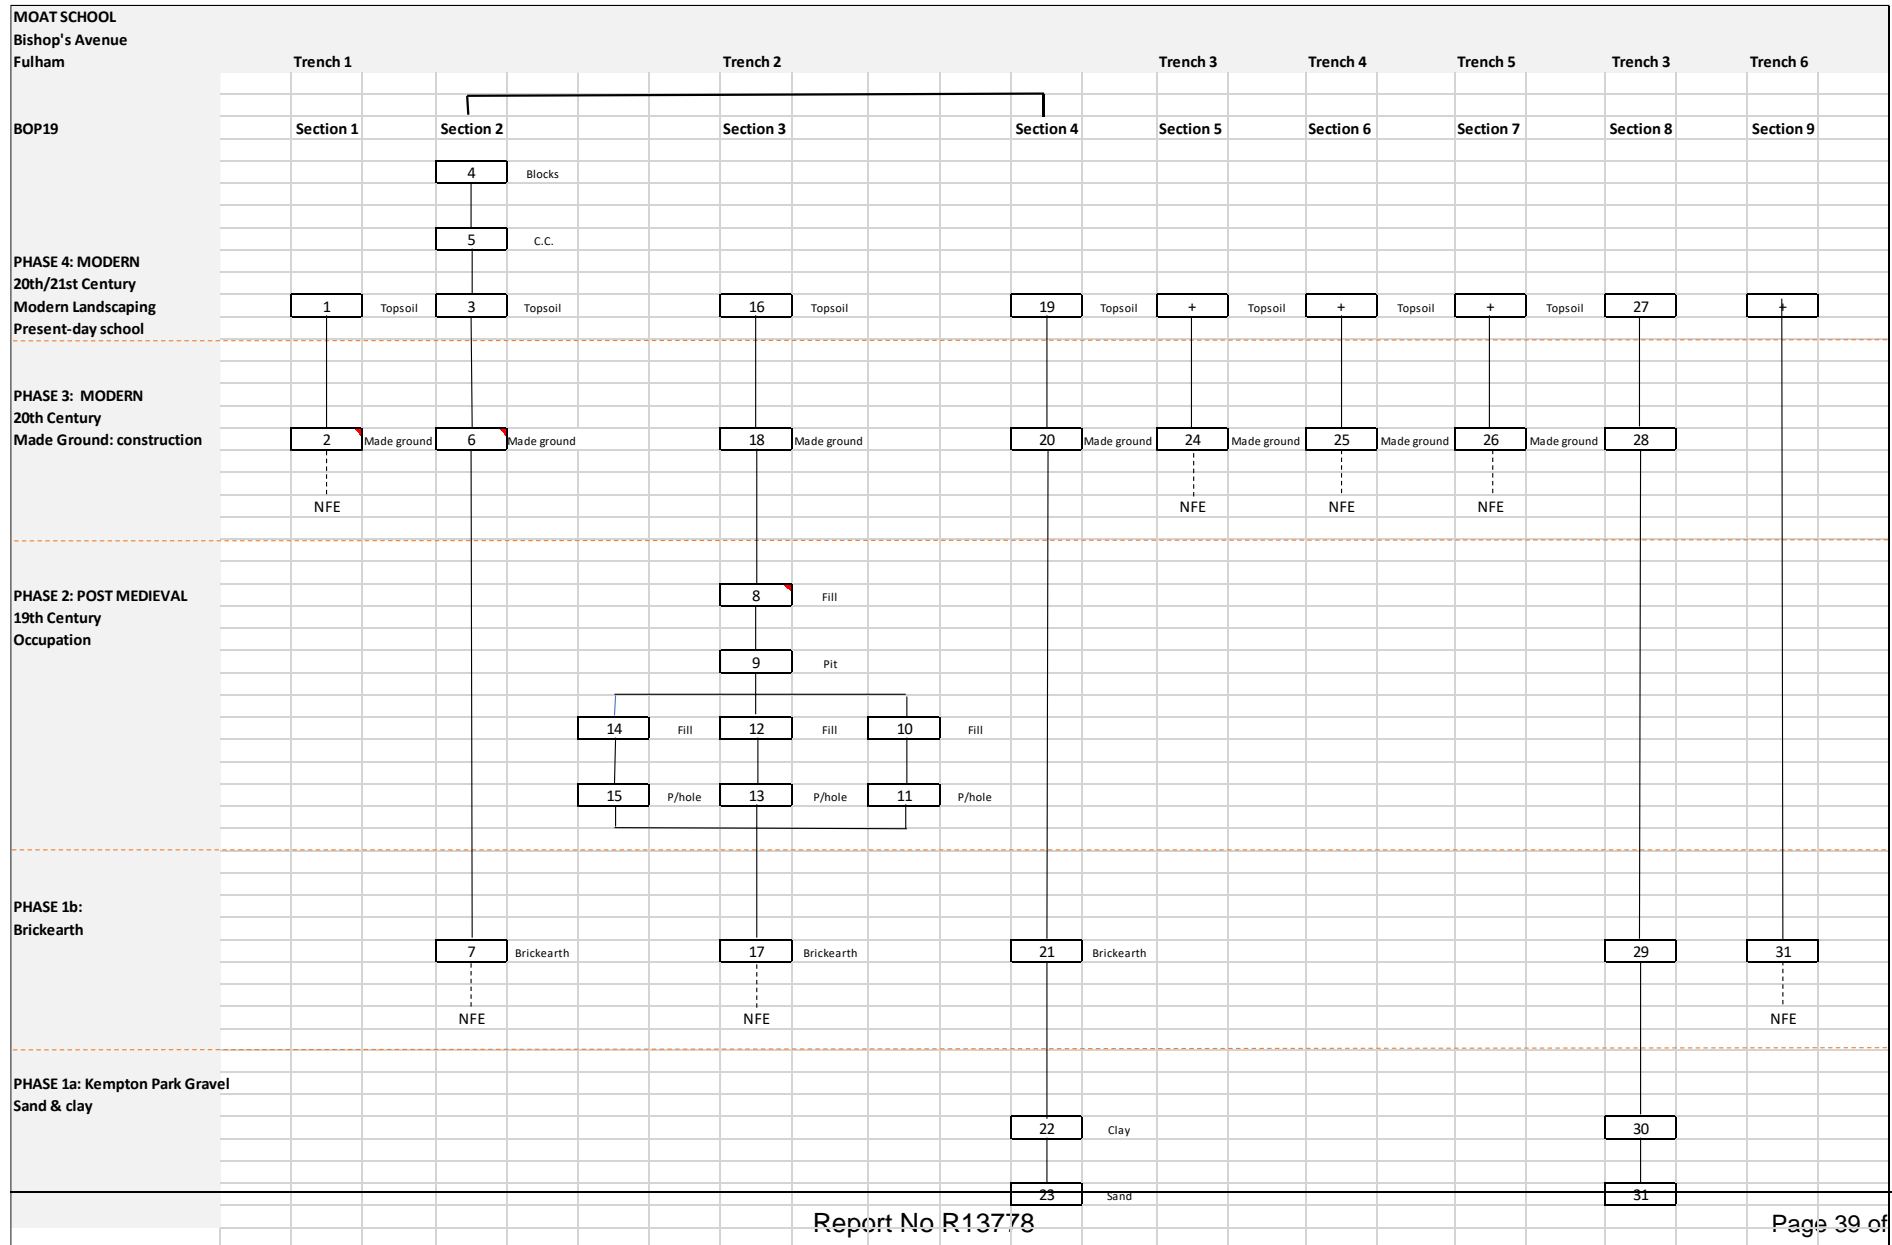 MOAT SCHOOL
Bishop's Avenue
Fulham Trench 1 Trench 2 Trench 3 Trench 4 Trench 5 Trench 3 Trench 6
BOP19 Section 1 Section 2 Section 3 Section 4 Section 5 Section 6 Section 7 Section 8 Section 9
4 Blocks
5 C.C.
PHASE 4: MODERN
20th/21st Century
Modern Landscaping 1 Topsoil 3 Topsoil 16 Topsoil 19 Topsoil + Topsoil + Topsoil + Topsoil 27 +
Present-day school
PHASE 3: MODERN
20th Century
Made Ground: construction 2 Made ground 6 Made ground 18 Made ground 20 Made ground 24 Made ground 25 Made ground 26 Made ground 28
NFE NFE NFE NFE
PHASE 2: POST MEDIEVAL 8 Fill
19th Century
Occupation
9 Pit
14 Fill 12 Fill 10 Fill
15 P/hole 13 P/hole 11 P/hole
PHASE 1b:
Brickearth
7 Brickearth 17 Brickearth 21 Brickearth 29 31
NFE NFE NFE
PHASE 1a: Kempton Park Gravel
Sand & clay
22 Clay 30
23 Sand 31
Report No R13778 Page 39 of